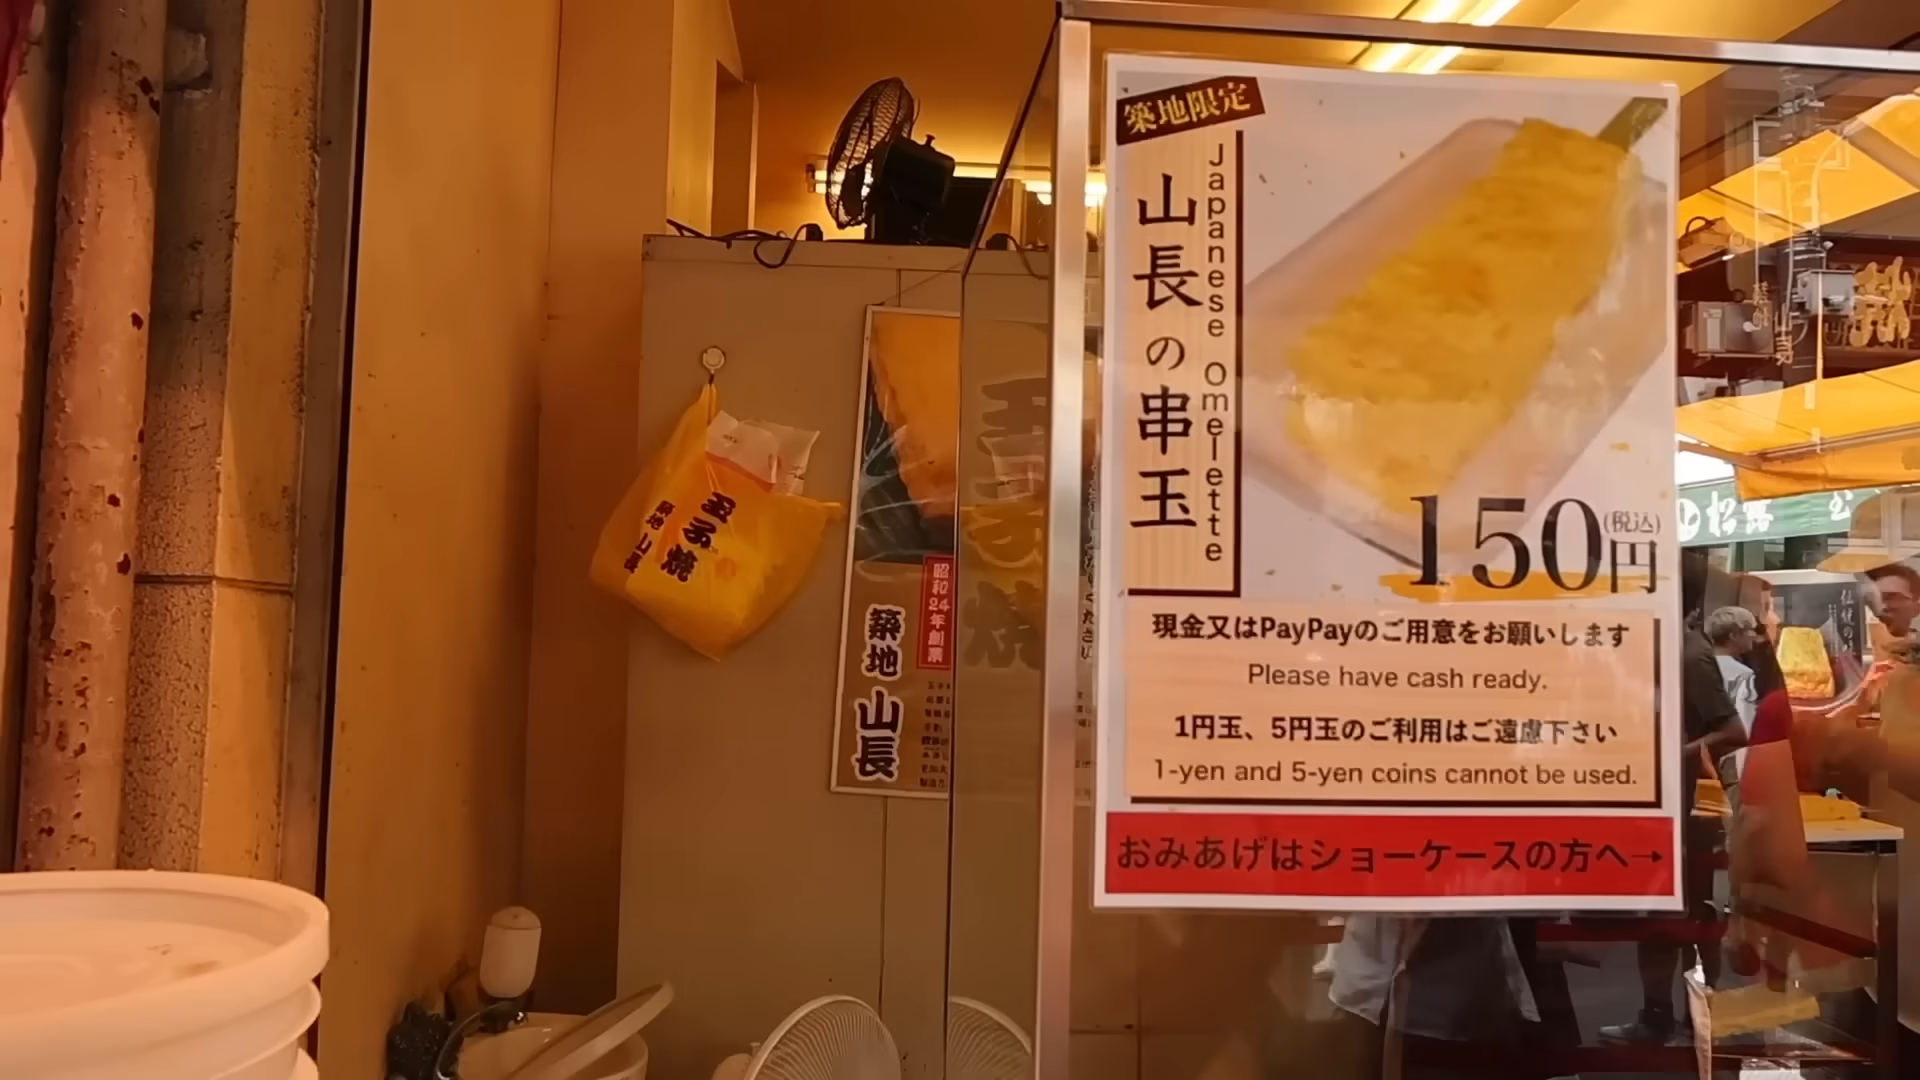 築地限定
山長の串玉
Japanese Omelette
150円
(税込)
現金又はPayPayのご用意をお願いします
Please have cash ready.
1円玉、5円玉のご利用はご遠慮下さい
1-yen and 5-yen coins cannot be used.
おみあげはショーケースの方へ→
玉子焼
築地 山長
昭和24年創業
築地 山長
松露